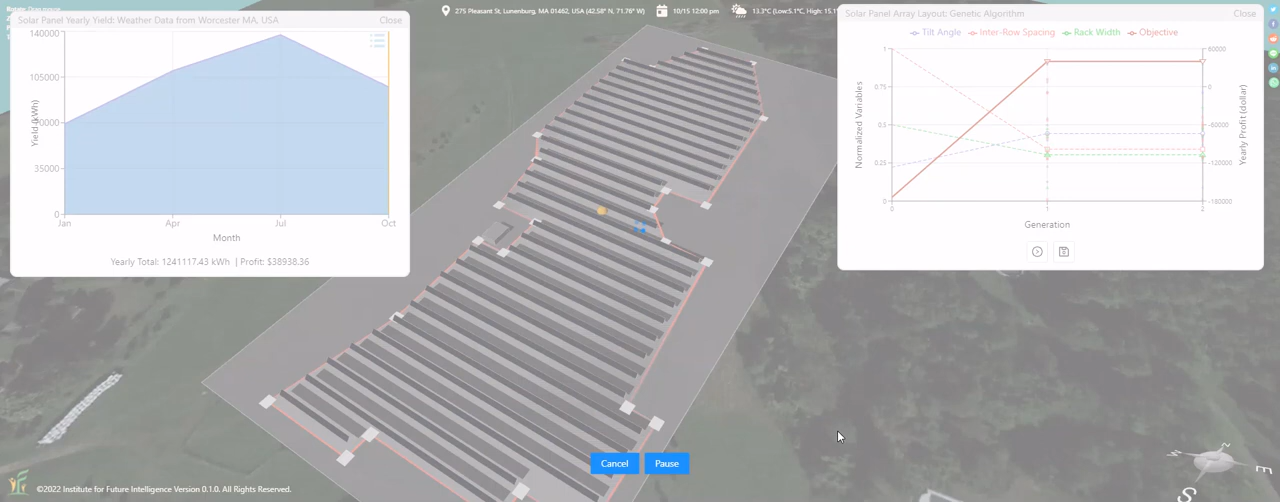 Solar Panel Yearly Yield: Weather Data from Worcester MA, USA
Close
140000
105000
70000
35000
0
Yield (kWh)
Jan Apr Jul Oct
Month
Yearly Total: 1241117.43 kWh | Profit: $38938.36
275 Pleasant St, Lunenburg, MA 01462, USA (42.58° N, 71.76° W)
10/15 12:00 pm
13.3°C (Low:5.1°C, High: 15.1°
Solar Panel Array Layout: Genetic Algorithm
Close
Tilt Angle Inter-Row Spacing Rack Width Objective
1
0.75
0.5
0.25
0
Normalized Variables
60000
0
-60000
-120000
-180000
Yearly Profit (dollar)
0 1 2
Generation
Cancel Pause
N
E
S
©2022 Institute for Future Intelligence Version 0.1.0. All Rights Reserved.